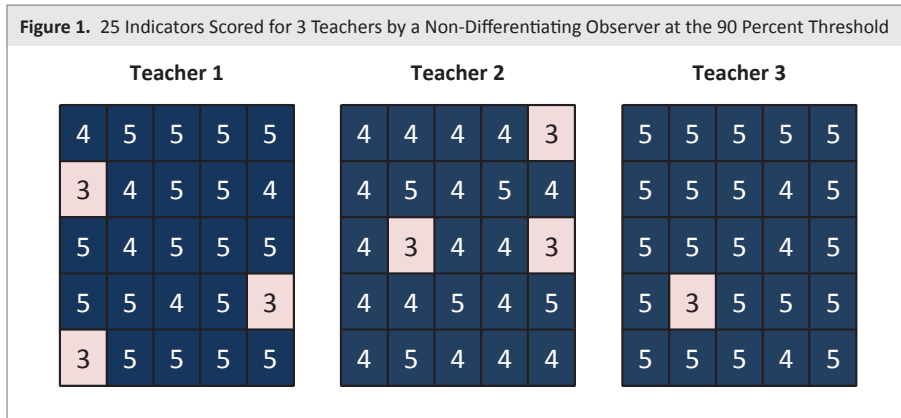 Figure 1. 25 Indicators Scored for 3 Teachers by a Non-Differentiating Observer at the 90 Percent Threshold
Teacher 1
4 5 5 5 5
3 4 5 5 4
5 4 5 5 5
5 5 4 5 3
3 5 5 5 5
Teacher 2
4 4 4 4 3
4 5 4 5 4
4 3 4 4 3
4 4 5 4 5
4 5 4 4 4
Teacher 3
5 5 5 5 5
5 5 5 4 5
5 5 5 4 5
5 3 5 5 5
5 5 5 4 5